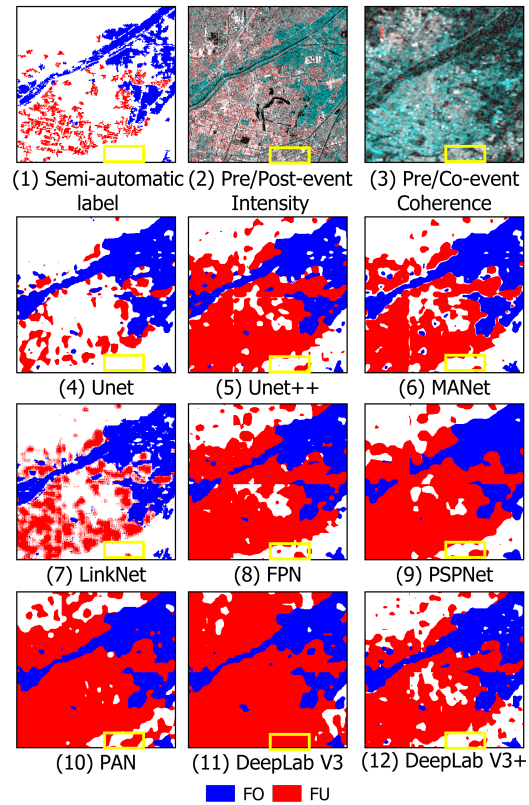 (1) Semi-automatic
label
(2) Pre/Post-event
Intensity
(3) Pre/Co-event
Coherence
(4) Unet
(5) Unet++
(6) MANet
(7) LinkNet
(8) FPN
(9) PSPNet
(10) PAN
(11) DeepLab V3
(12) DeepLab V3+
FO
FU